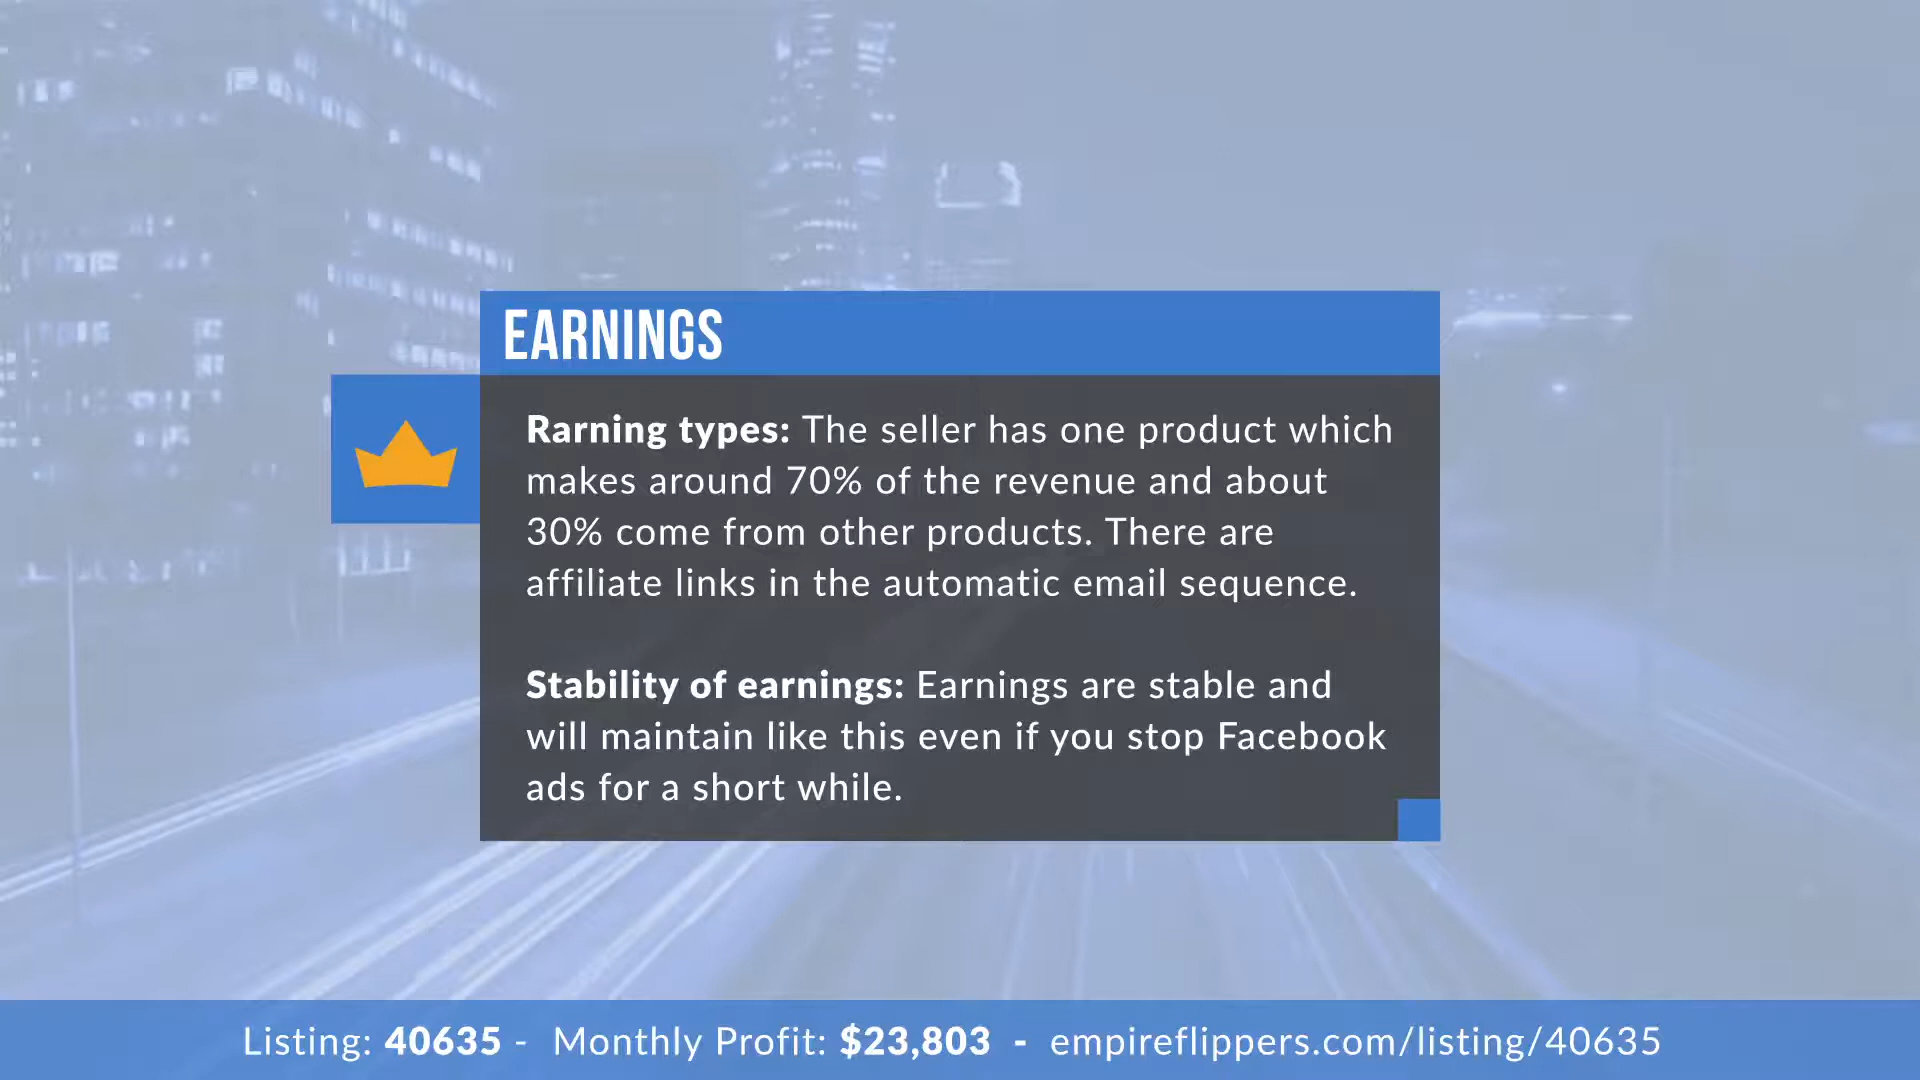 EARNINGS
Rarning types: The seller has one product which
makes around 70% of the revenue and about
30% come from other products. There are
affiliate links in the automatic email sequence.
Stability of earnings: Earnings are stable and
will maintain like this even if you stop Facebook
ads for a short while.
Listing: 40635 - Monthly Profit: $23,803 - empireflippers.com/listing/40635